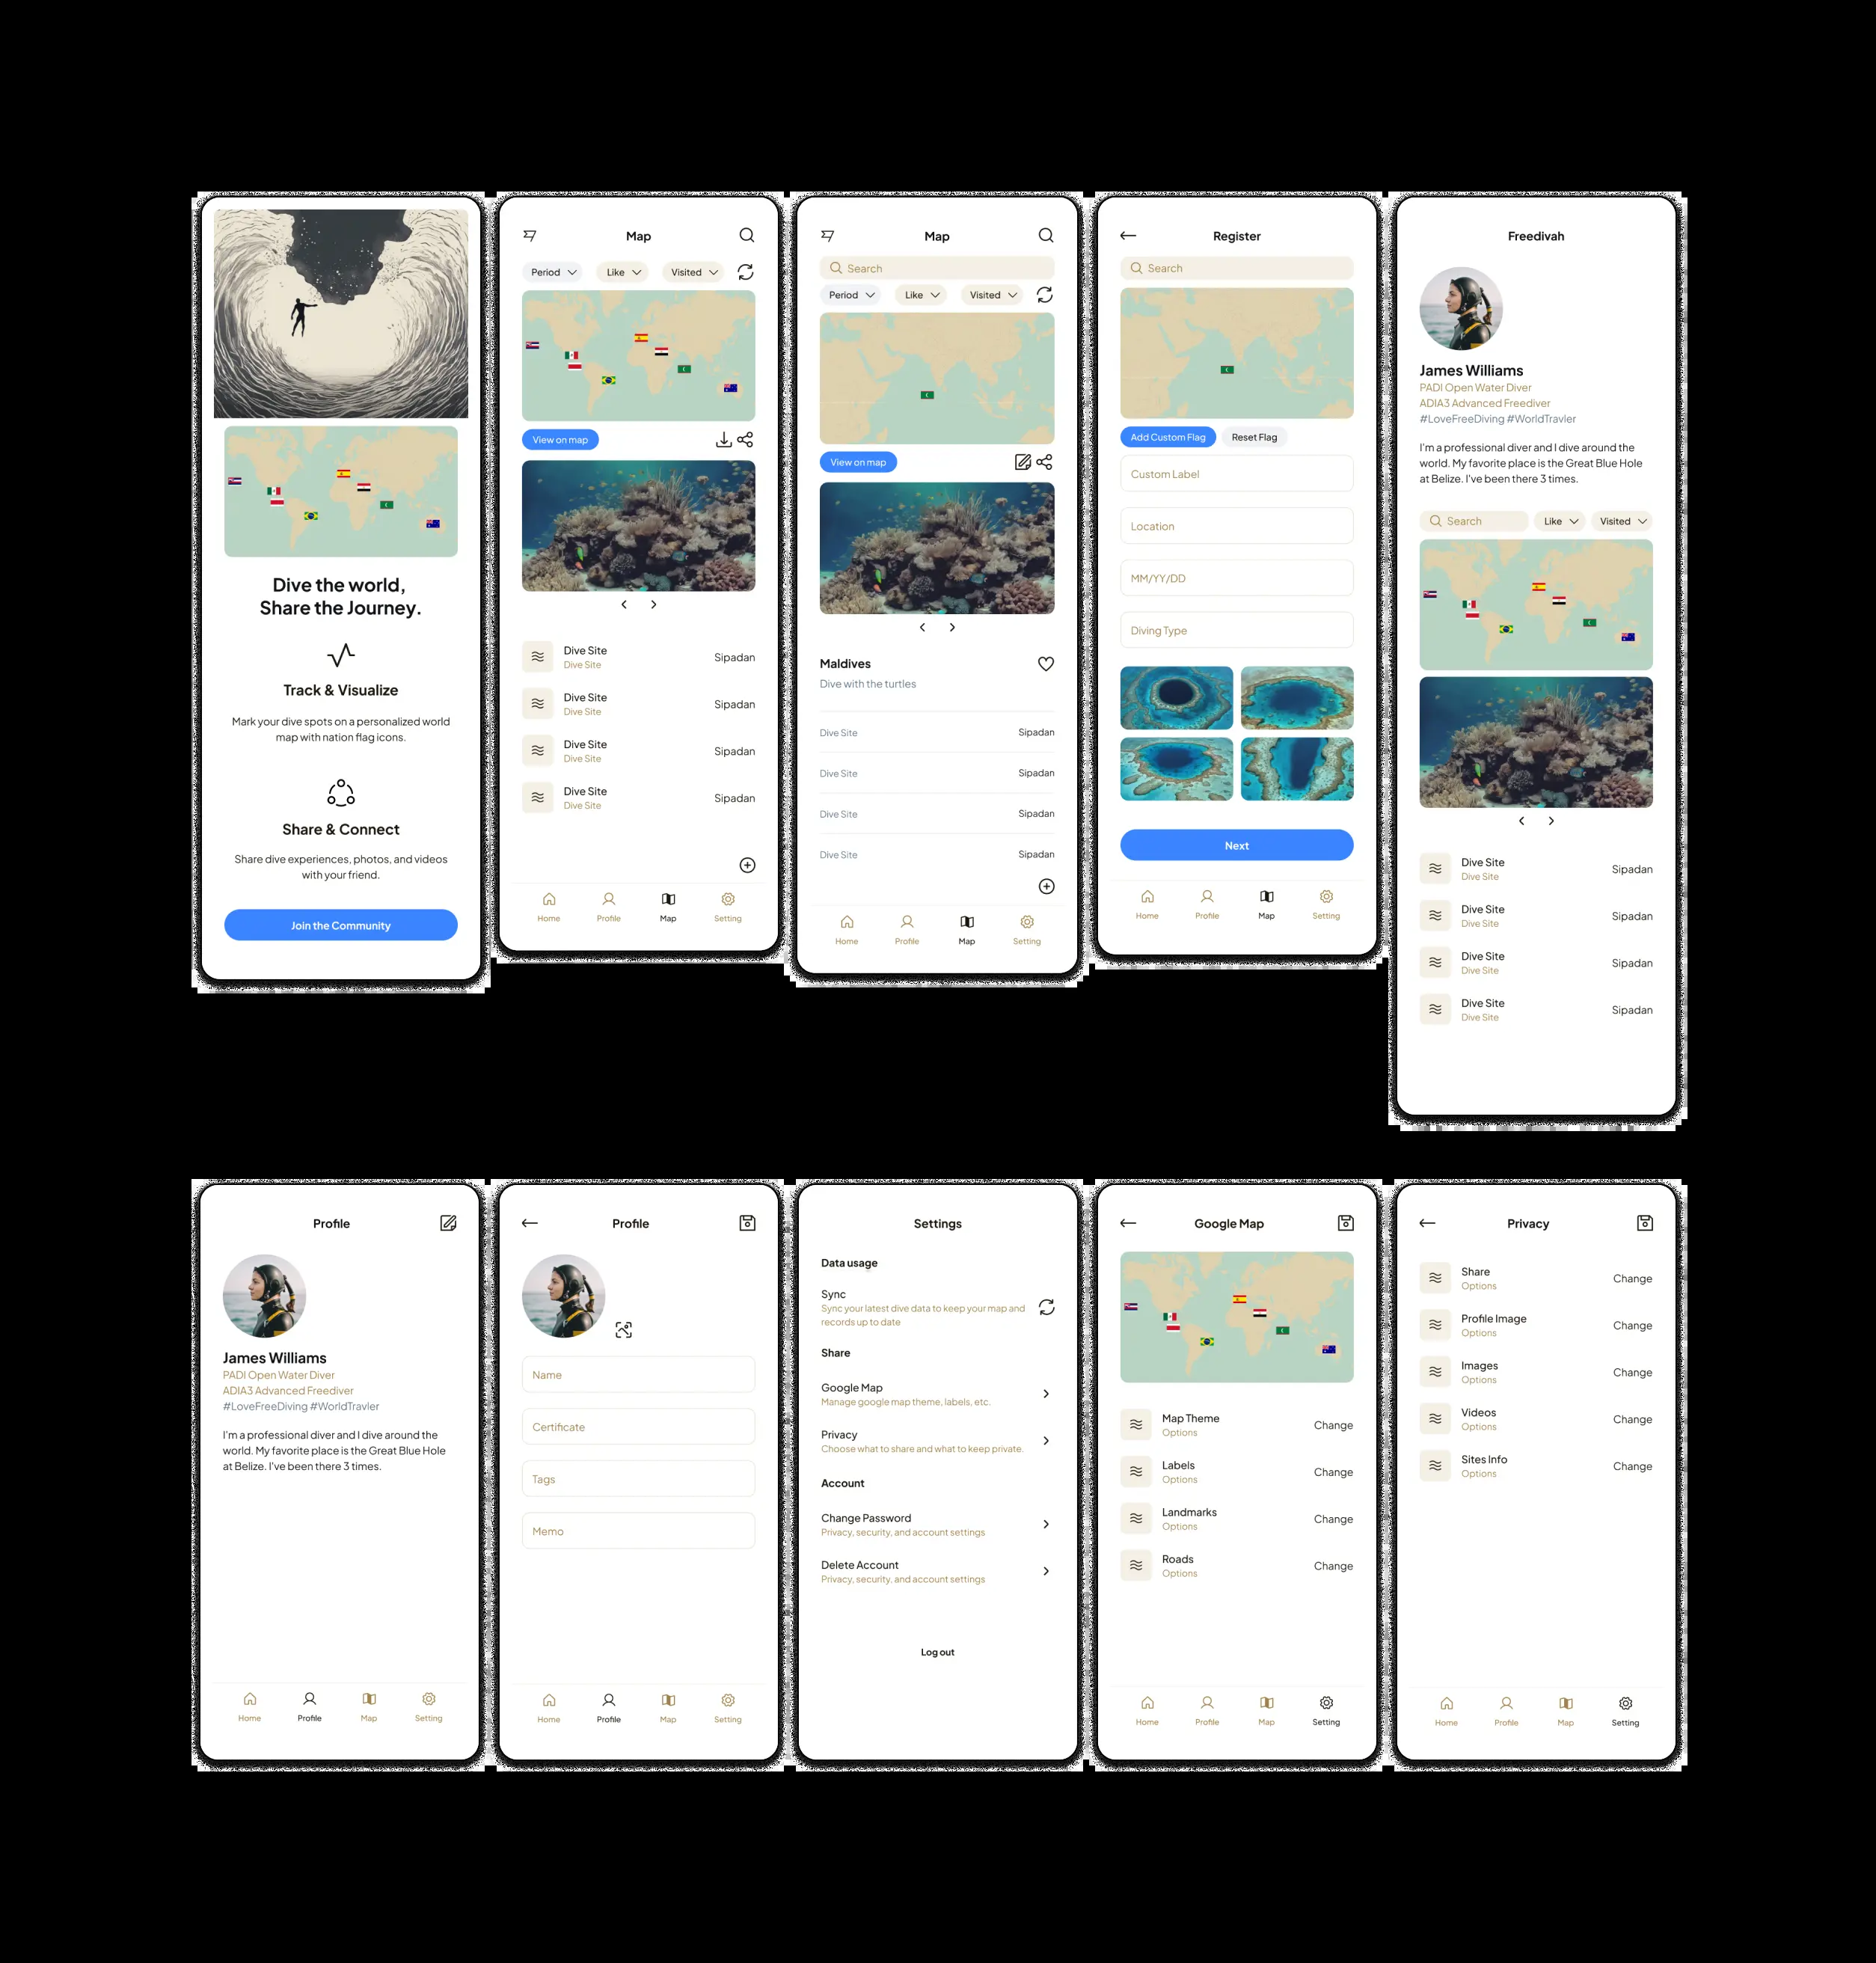 Dive the world,
Share the Journey.
Track & Visualize
Mark your dive spots on a personalized world
map with nation flag icons.
Share & Connect
Share dive experiences, photos, and videos
with your friend.
Join the Community
Map
Period
Like
Visited
View on map
Dive Site
Dive Site
Sipadan
Dive Site
Dive Site
Sipadan
Dive Site
Dive Site
Sipadan
Dive Site
Dive Site
Sipadan
Home
Profile
Map
Setting
Map
Search
Period
Like
Visited
View on map
Maldives
Dive with the turtles
Dive Site
Sipadan
Dive Site
Sipadan
Dive Site
Sipadan
Dive Site
Sipadan
Home
Profile
Map
Setting
Register
Search
Add Custom Flag
Reset Flag
Custom Label
Location
MM/YY/DD
Diving Type
Next
Home
Profile
Map
Setting
Freedivah
James Williams
PADI Open Water Diver
ADIA3 Advanced Freediver
#LoveFreeDiving #WorldTravler
I'm a professional diver and I dive around the
world. My favorite place is the Great Blue Hole
at Belize. I've been there 3 times.
Search
Like
Visited
Dive Site
Dive Site
Sipadan
Dive Site
Dive Site
Sipadan
Dive Site
Dive Site
Sipadan
Dive Site
Dive Site
Sipadan
Profile
James Williams
PADI Open Water Diver
ADIA3 Advanced Freediver
#LoveFreeDiving #WorldTravler
I'm a professional diver and I dive around the
world. My favorite place is the Great Blue Hole
at Belize. I've been there 3 times.
Home
Profile
Map
Setting
Profile
Name
Certificate
Tags
Memo
Home
Profile
Map
Setting
Settings
Data usage
Sync
Sync your latest dive data to keep your map and
records up to date
Share
Google Map
Manage google map theme, labels, etc.
Privacy
Choose what to share and what to keep private.
Account
Change Password
Privacy, security, and account settings
Delete Account
Privacy, security, and account settings
Log out
Google Map
Map Theme
Options
Change
Labels
Options
Change
Landmarks
Options
Change
Roads
Options
Change
Home
Profile
Map
Setting
Privacy
Share
Options
Change
Profile Image
Options
Change
Images
Options
Change
Videos
Options
Change
Sites Info
Options
Change
Home
Profile
Map
Setting